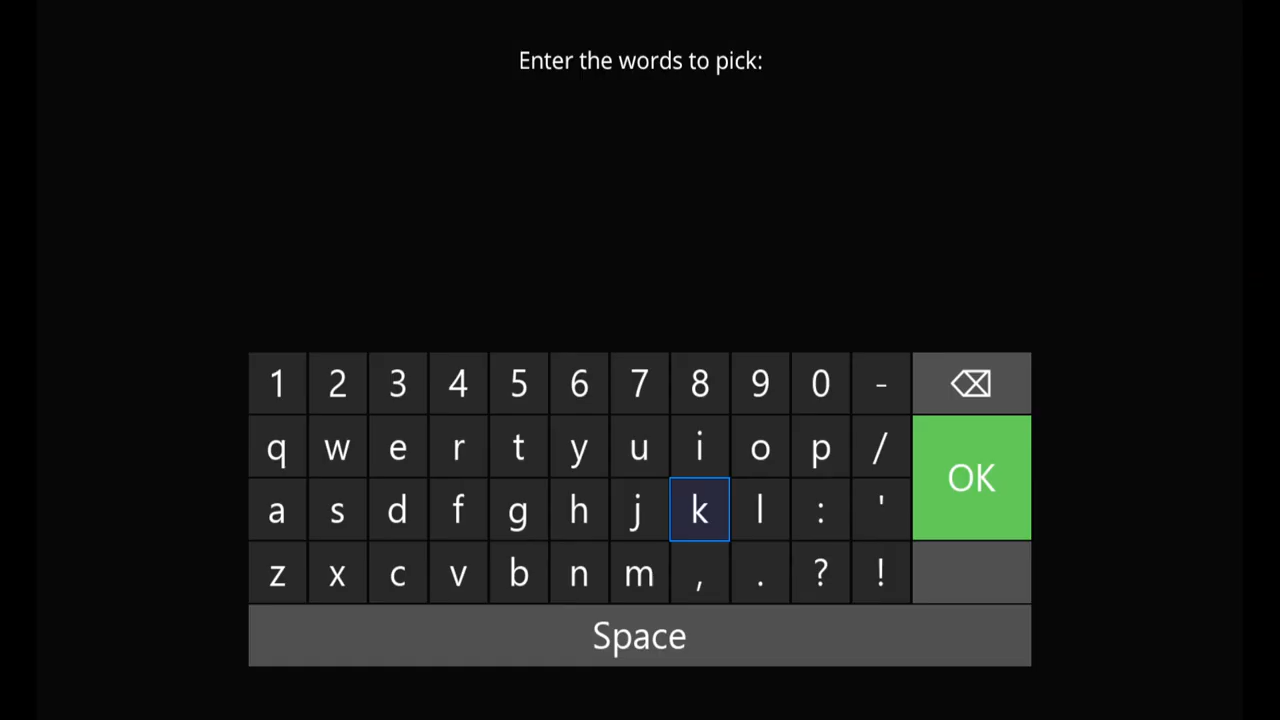 Enter the words to pick:
1 2 3 4 5 6 7 8 9 0 - ⌫
q w e r t y u i o p /
OK
a s d f g h j k l : '
z x c v b n m , . ? !
Space